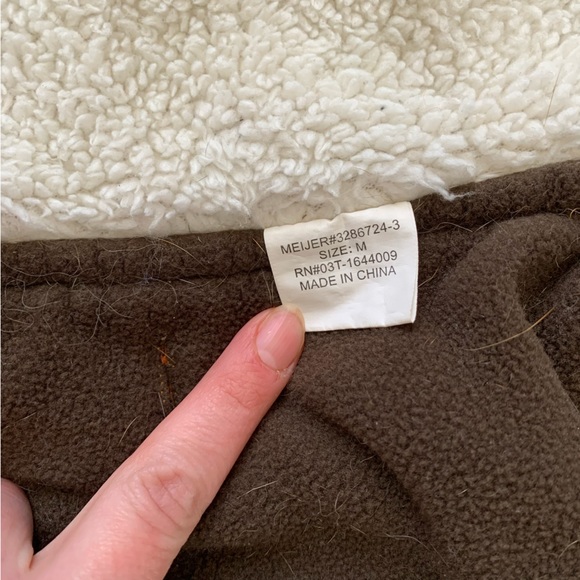 MEIJER#3286724-3
SIZE: M
RN#03T-1644009
MADE IN CHINA